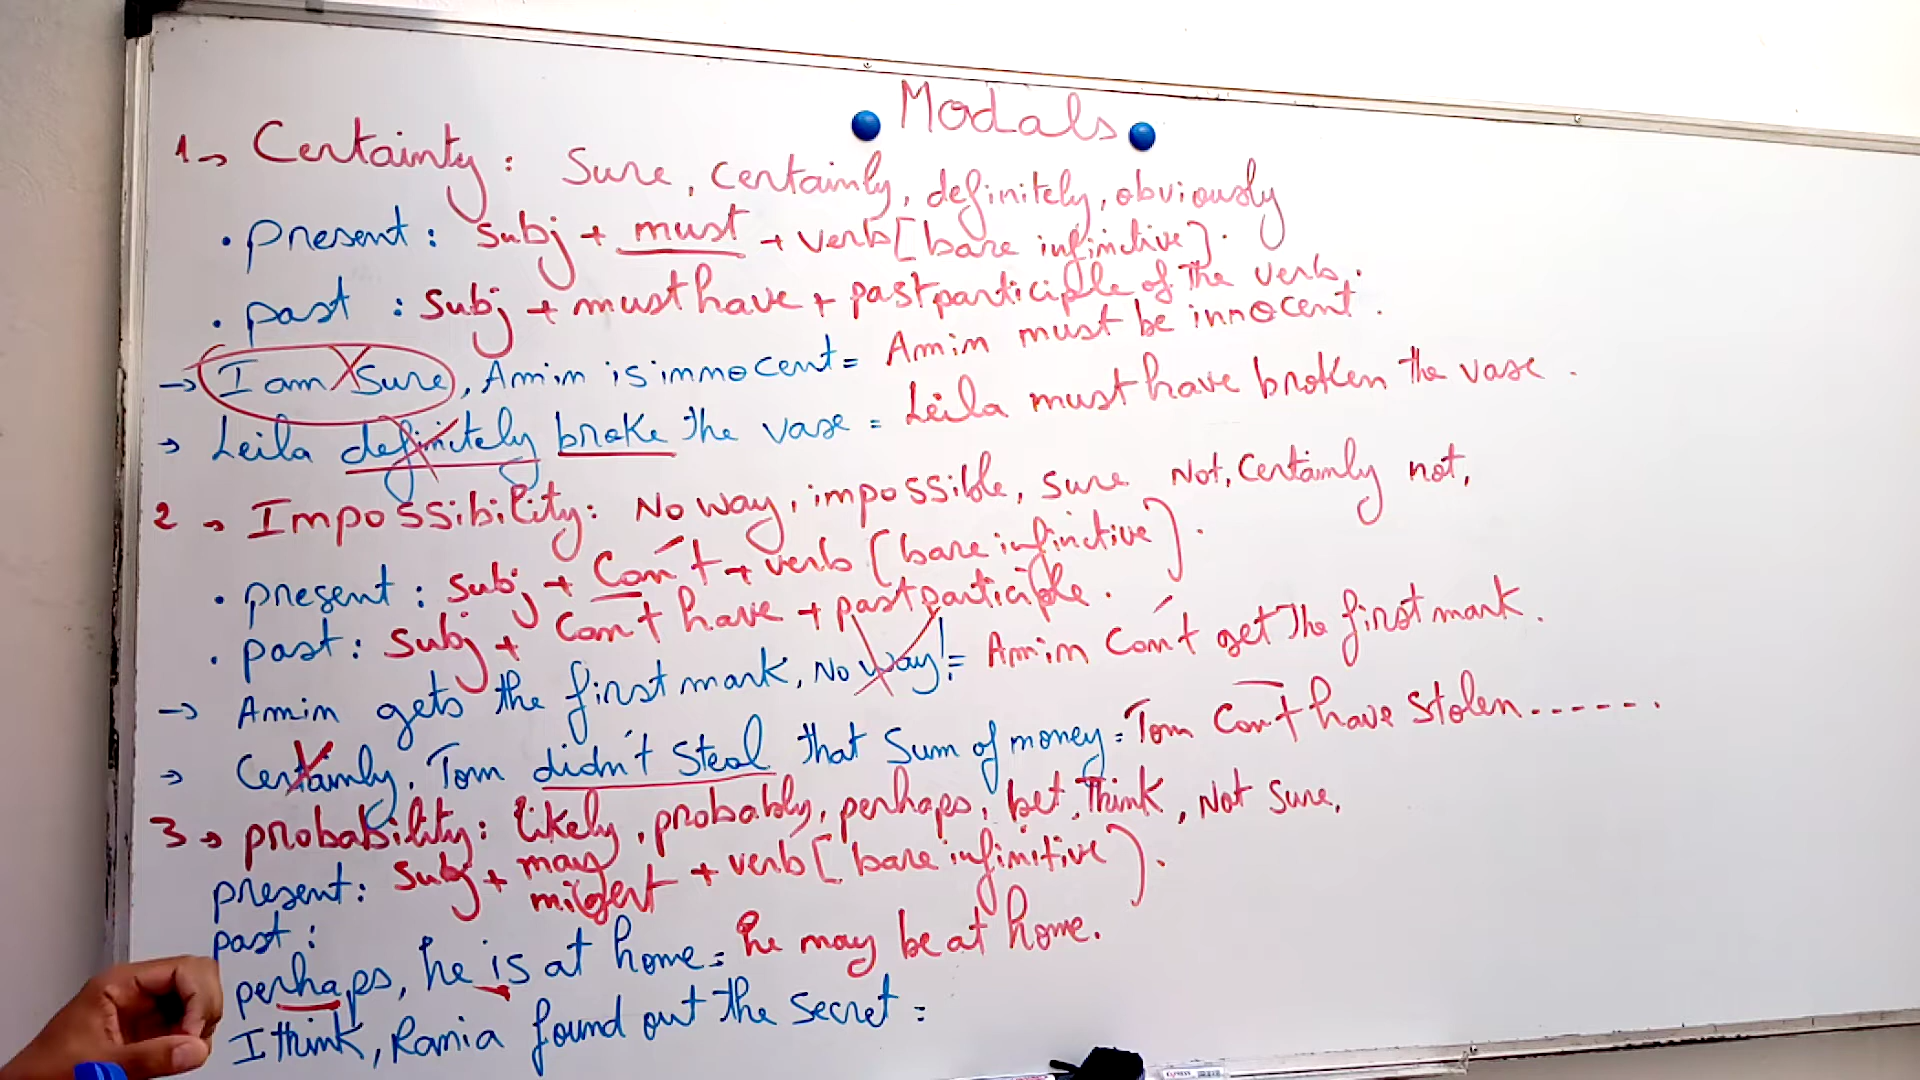 Modals
1 → Certainty : Sure, certainly, definitely, obviously
• present : subj + must + verb [bare infinitive].
• past : subj + must have + past participle of the verb.
→ I am sure, Amin is innocent = Amin must be innocent.
→ Leila definitely broke the vase = Leila must have broken the vase.
2 → Impossibility : No way, impossible, sure Not, Certainly not,
• present : subj + Can't + verb [bare infinitive].
• past : subj + Can't have + past participle.
→ Amin gets the first mark, No way! = Amin Can't get the first mark.
→ Certainly, Tom didn't steal that sum of money = Tom Can't have stolen -------.
3 → probability : likely, probably, perhaps, bet, think, Not sure,
present : subj + may might + verb [bare infinitive].
past :
perhaps, he is at home = he may be at home.
I think, Rania found out the secret =